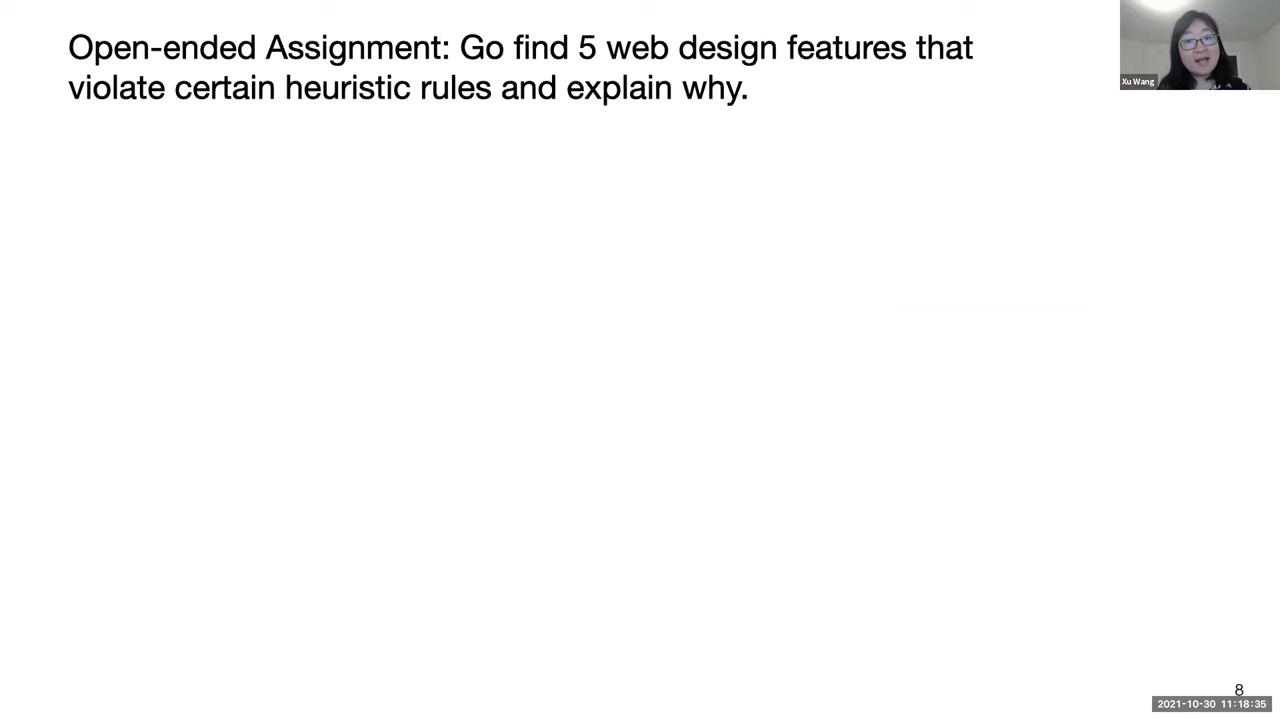 Open-ended Assignment: Go find 5 web design features that
violate certain heuristic rules and explain why.
Xu Wang
8
2021-10-30 11:18:35